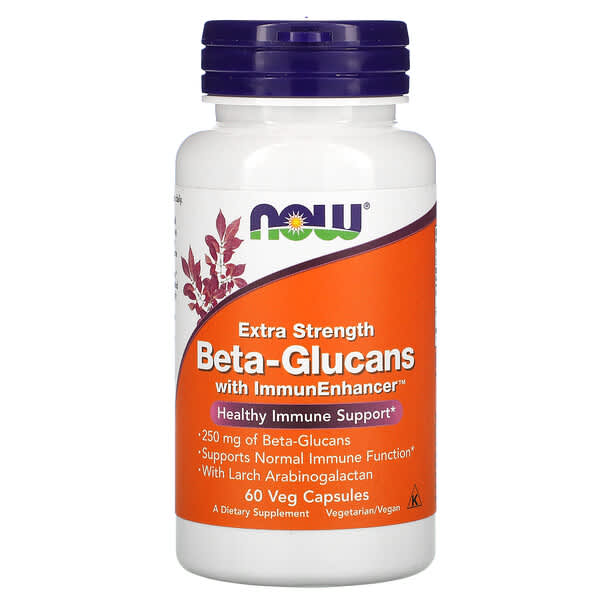 now®
Extra Strength
Beta-Glucans
with ImmunEnhancer™
Healthy Immune Support*
•250 mg of Beta-Glucans
•Supports Normal Immune Function*
•With Larch Arabinogalactan
60 Veg Capsules
K
A Dietary Supplement Vegetarian/Vegan